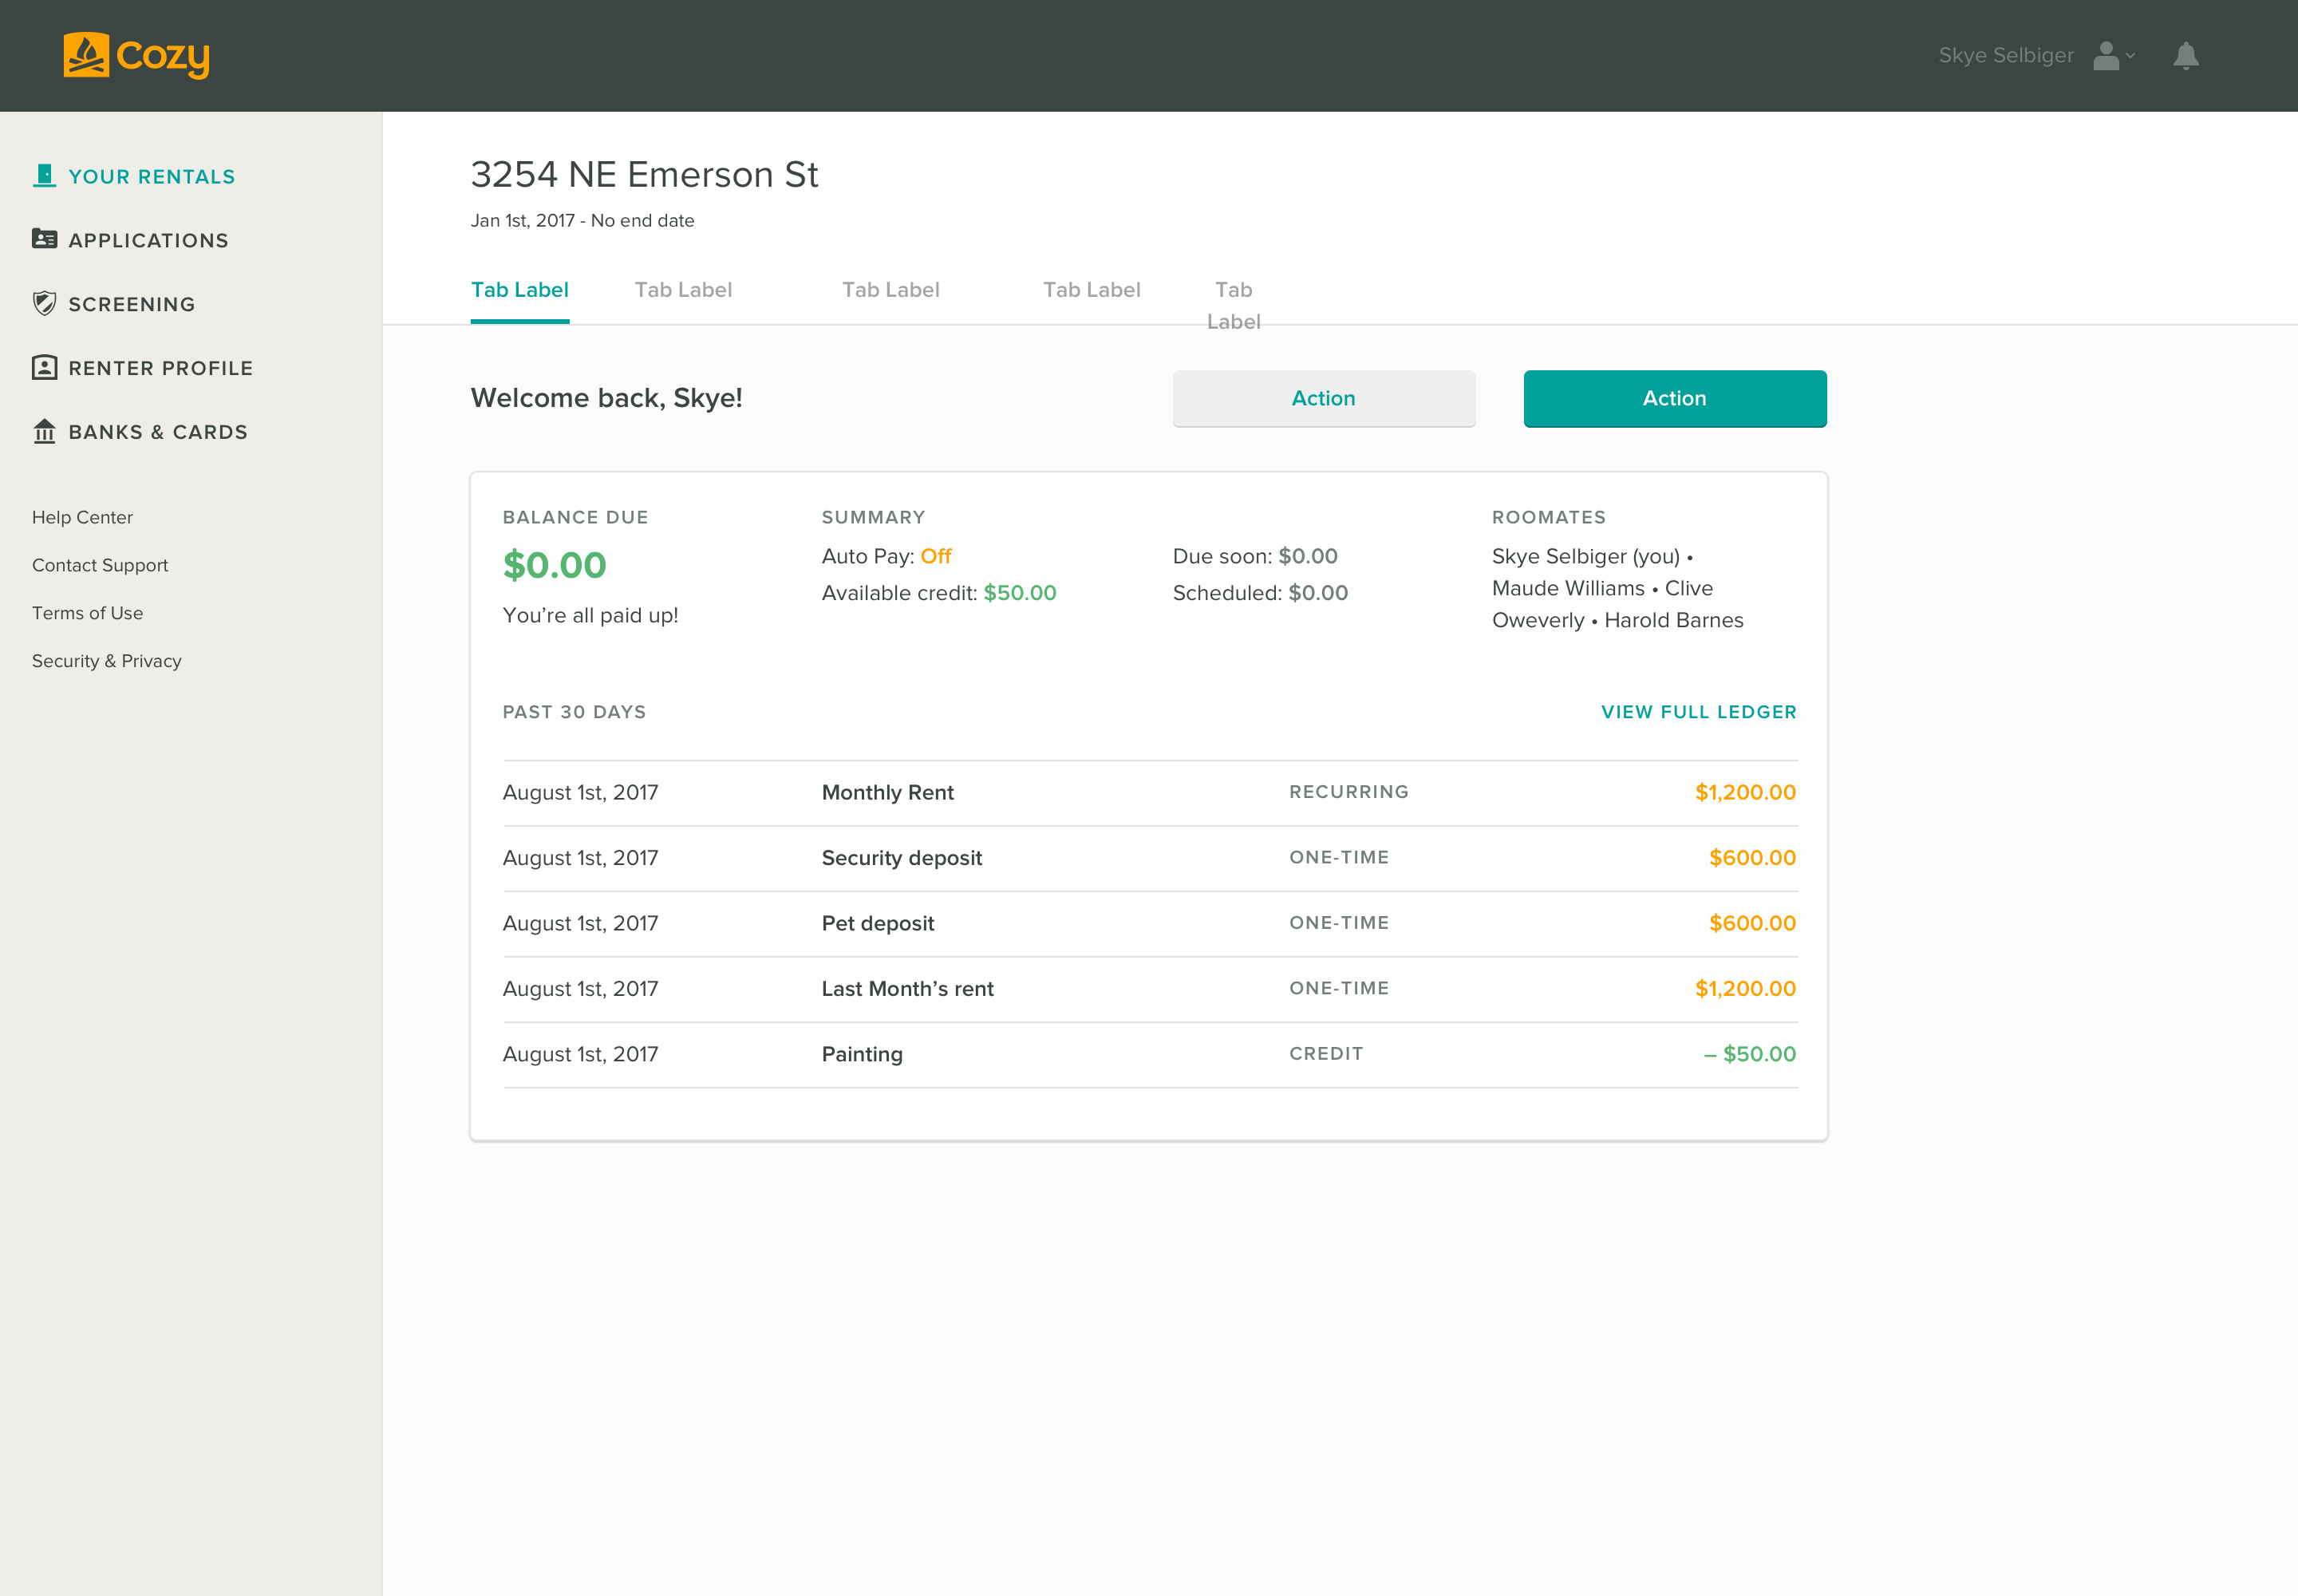 Cozy
Skye Selbiger
YOUR RENTALS
APPLICATIONS
SCREENING
RENTER PROFILE
BANKS & CARDS
Help Center
Contact Support
Terms of Use
Security & Privacy
3254 NE Emerson St
Jan 1st, 2017 - No end date
Tab Label Tab Label Tab Label Tab Label Tab
Label
Welcome back, Skye! Action Action
BALANCE DUE
$0.00
You’re all paid up!
SUMMARY
Auto Pay: Off
Available credit: $50.00
Due soon: $0.00
Scheduled: $0.00
ROOMATES
Skye Selbiger (you) •
Maude Williams • Clive
Oweverly • Harold Barnes
PAST 30 DAYS VIEW FULL LEDGER
August 1st, 2017 Monthly Rent RECURRING $1,200.00
August 1st, 2017 Security deposit ONE-TIME $600.00
August 1st, 2017 Pet deposit ONE-TIME $600.00
August 1st, 2017 Last Month’s rent ONE-TIME $1,200.00
August 1st, 2017 Painting CREDIT – $50.00